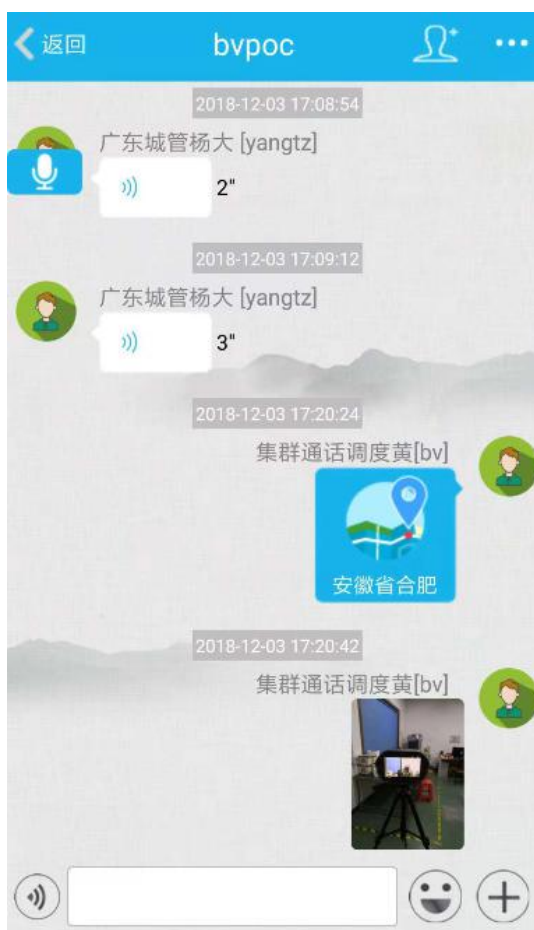 返回 bvpoc
2018-12-03 17:08:54
广东城管杨大 [yangtz]
2"
2018-12-03 17:09:12
广东城管杨大 [yangtz]
3"
2018-12-03 17:20:24
集群通话调度黄[bv]
安徽省合肥
2018-12-03 17:20:42
集群通话调度黄[bv]